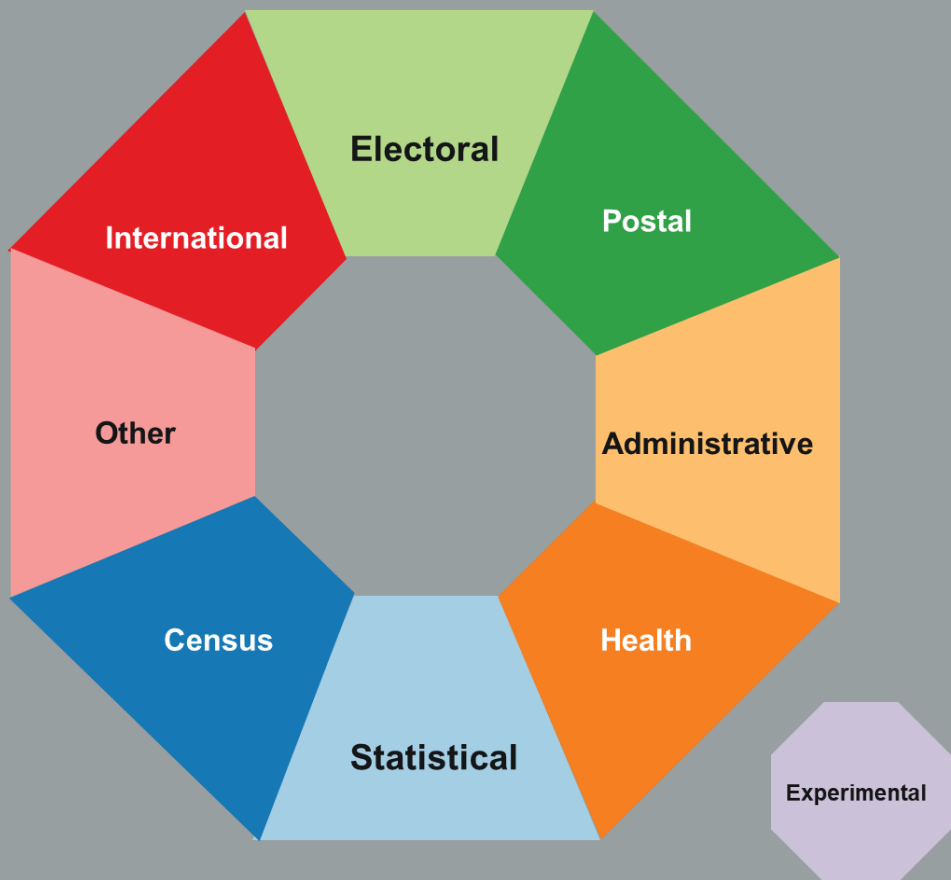 Electoral
Postal
International
Other
Administrative
Census
Health
Statistical
Experimental